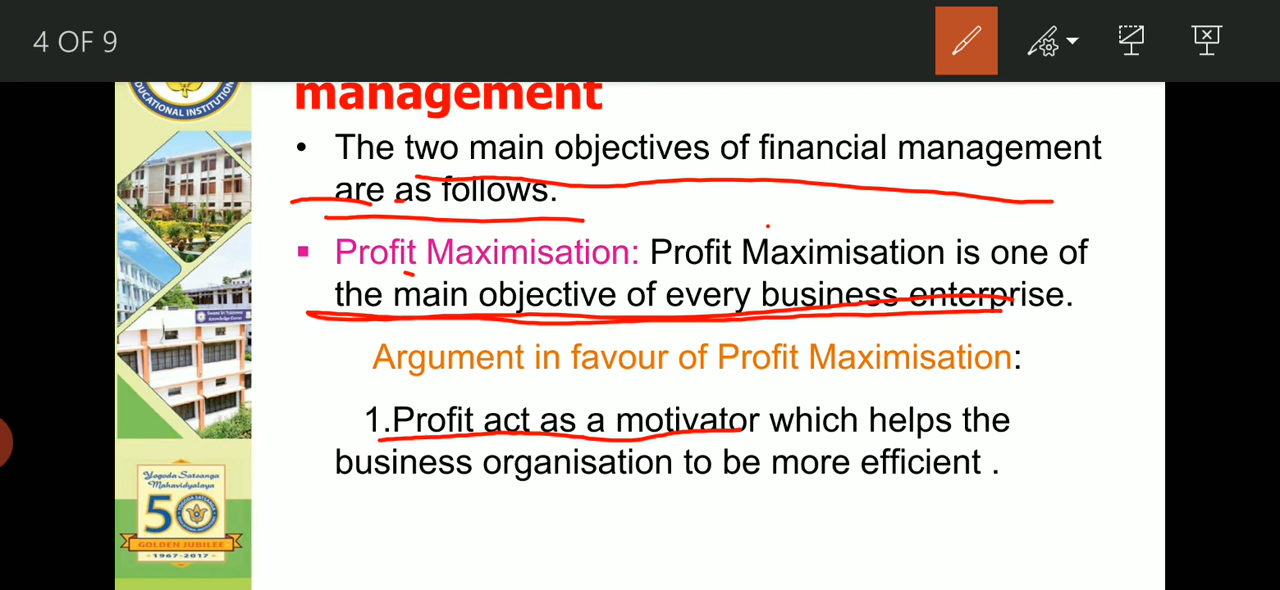 4 OF 9
EDUCATIONAL INSTITUTION
management
• The two main objectives of financial management
are as follows.
▪ Profit Maximisation: Profit Maximisation is one of
the main objective of every business enterprise.
Argument in favour of Profit Maximisation:
1.Profit act as a motivator which helps the
business organisation to be more efficient .
Yogoda Satsanga
Mahavidyalaya
50
GOLDEN JUBILEE
1967-2017